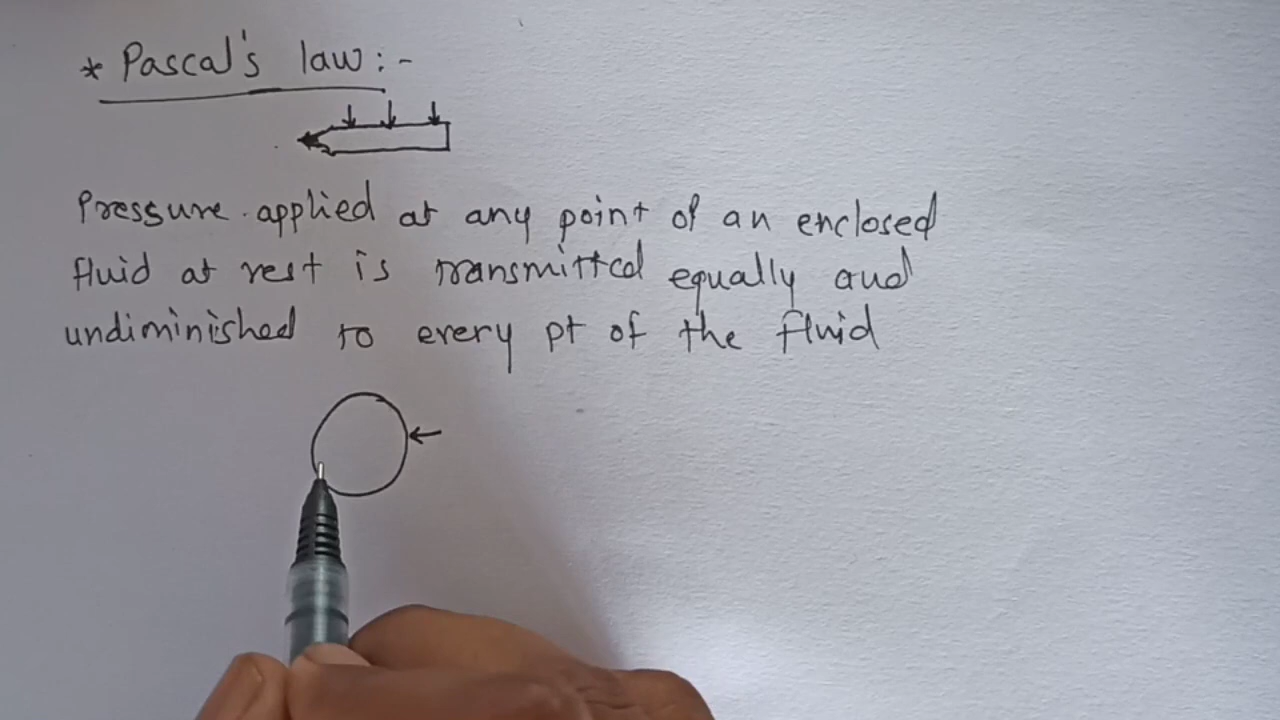 * Pascal's law:-
Pressure applied at any point of an enclosed
fluid at rest is transmitted equally and
undiminished to every pt of the fluid